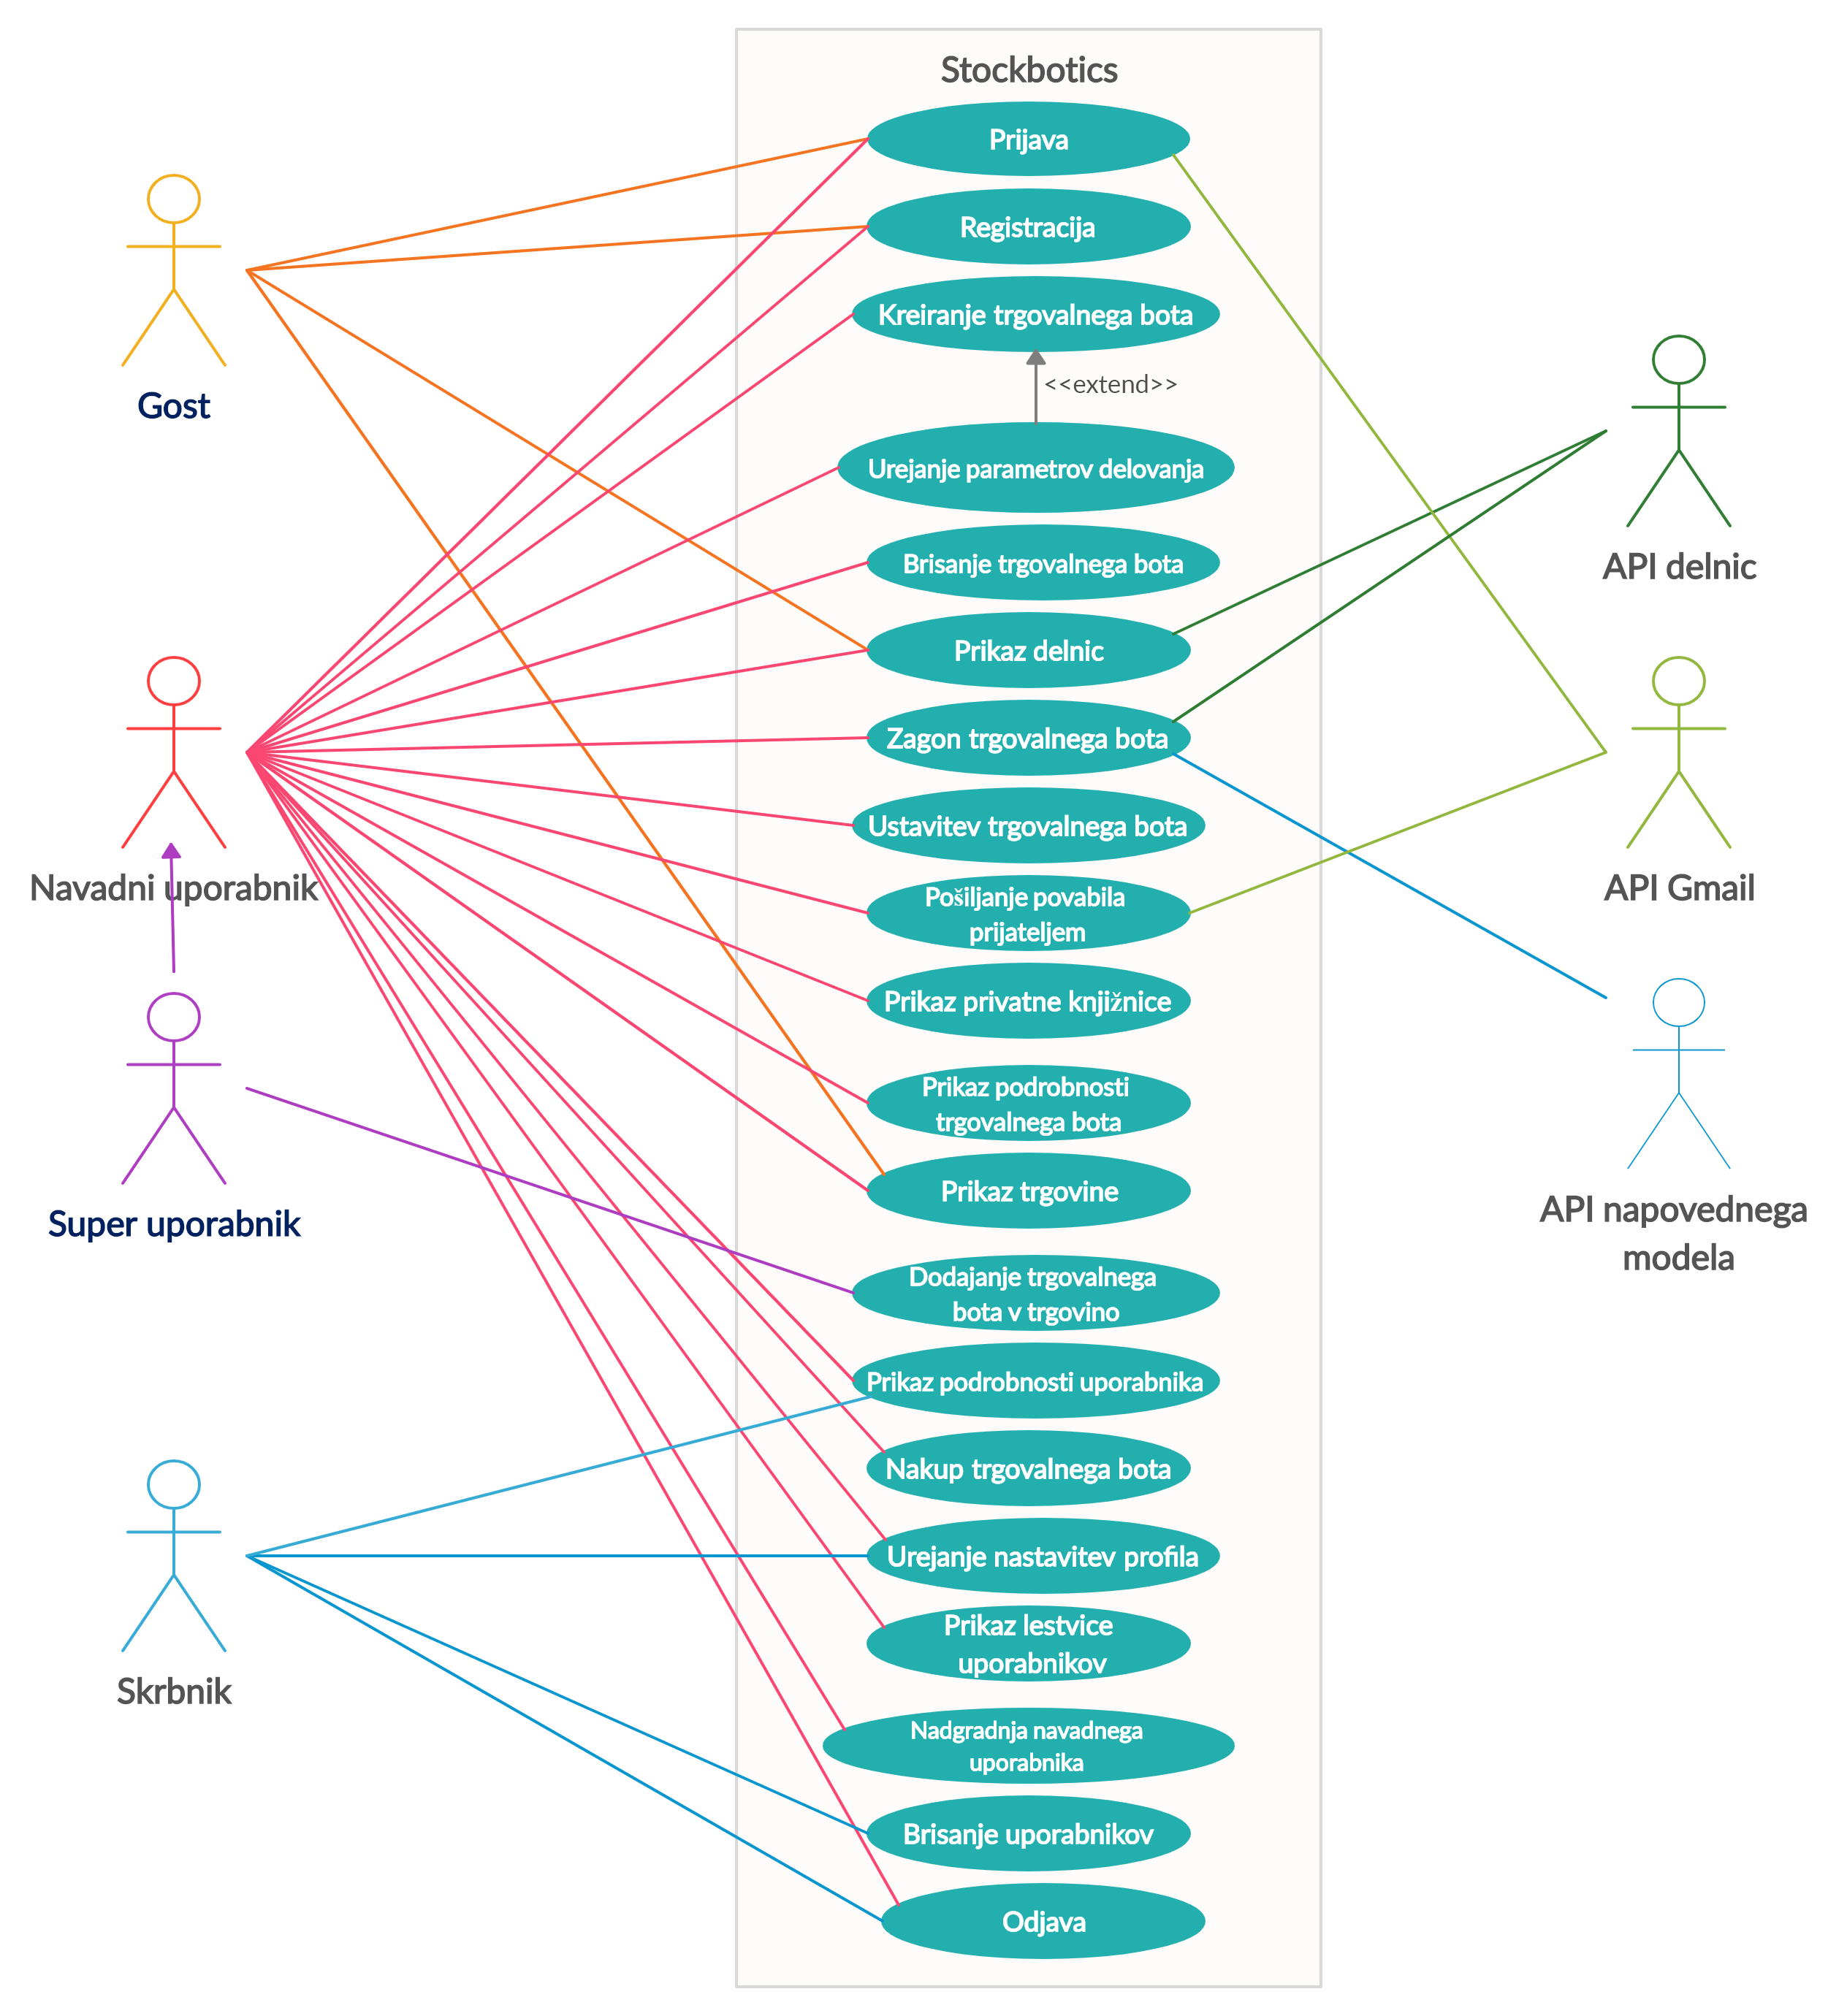 Stockbotics
Prijava
Registracija
Kreiranje trgovalnega bota
<<extend>>
Urejanje parametrov delovanja
Brisanje trgovalnega bota
Prikaz delnic
Zagon trgovalnega bota
Ustavitev trgovalnega bota
Pošiljanje povabila
prijateljem
Prikaz privatne knjižnice
Prikaz podrobnosti
trgovalnega bota
Prikaz trgovine
Dodajanje trgovalnega
bota v trgovino
Prikaz podrobnosti uporabnika
Nakup trgovalnega bota
Urejanje nastavitev profila
Prikaz lestvice
uporabnikov
Nadgradnja navadnega
uporabnika
Brisanje uporabnikov
Odjava
Gost
Navadni uporabnik
Super uporabnik
Skrbnik
API delnic
API Gmail
API napovednega
modela